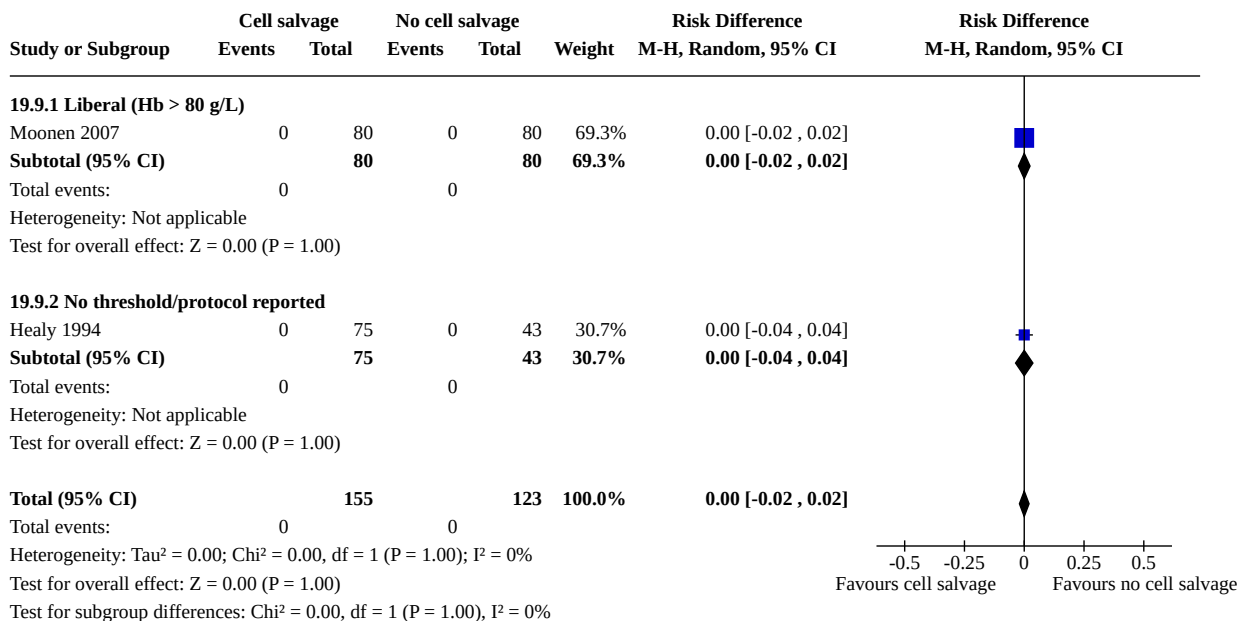 Cell salvage No cell salvage Risk Difference Risk Difference
Study or Subgroup Events Total Events Total Weight M-H, Random, 95% CI M-H, Random, 95% CI
19.9.1 Liberal (Hb > 80 g/L)
Moonen 2007 0 80 0 80 69.3% 0.00 [-0.02 , 0.02]
Subtotal (95% CI) 80 80 69.3% 0.00 [-0.02 , 0.02]
Total events: 0 0
Heterogeneity: Not applicable
Test for overall effect: Z = 0.00 (P = 1.00)
19.9.2 No threshold/protocol reported
Healy 1994 0 75 0 43 30.7% 0.00 [-0.04 , 0.04]
Subtotal (95% CI) 75 43 30.7% 0.00 [-0.04 , 0.04]
Total events: 0 0
Heterogeneity: Not applicable
Test for overall effect: Z = 0.00 (P = 1.00)
Total (95% CI) 155 123 100.0% 0.00 [-0.02 , 0.02]
Total events: 0 0
Heterogeneity: Tau² = 0.00; Chi² = 0.00, df = 1 (P = 1.00); I² = 0%
-0.5 -0.25 0 0.25 0.5
Test for overall effect: Z = 0.00 (P = 1.00) Favours cell salvage Favours no cell salvage
Test for subgroup differences: Chi² = 0.00, df = 1 (P = 1.00), I² = 0%